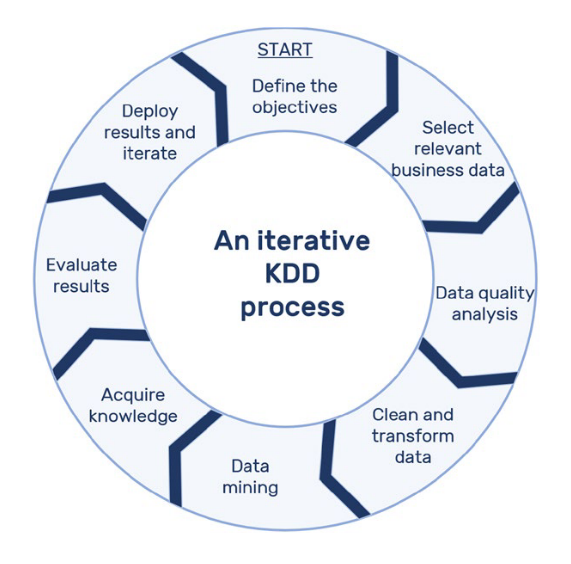 START
Define the
objectives
Select
relevant
business data
Data quality
analysis
Clean and
transform
data
Data
mining
Acquire
knowledge
Evaluate
results
Deploy
results and
iterate
An iterative
KDD
process